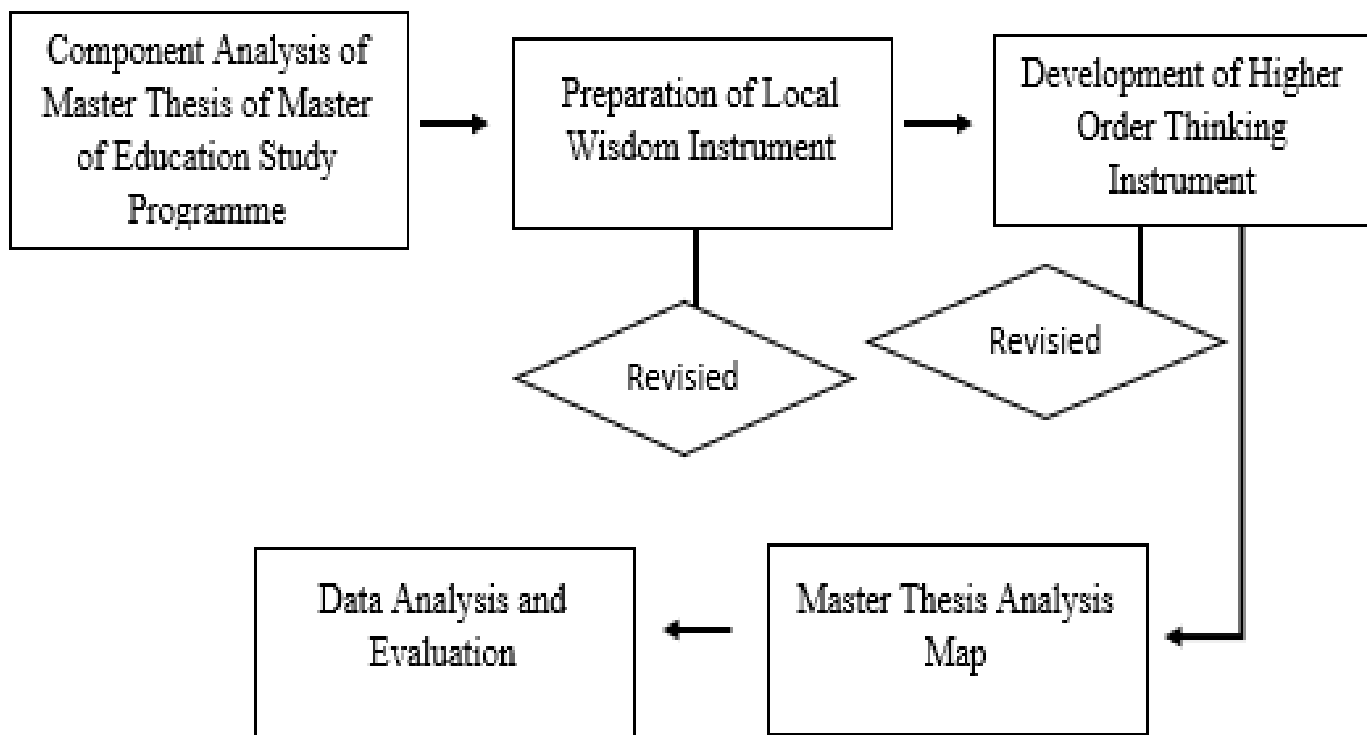 Component Analysis of
Master Thesis of Master
of Education Study
Programme
Preparation of Local
Wisdom Instrument
Development of Higher
Order Thinking
Instrument
Revisied
Revisied
Data Analysis and
Evaluation
Master Thesis Analysis
Map